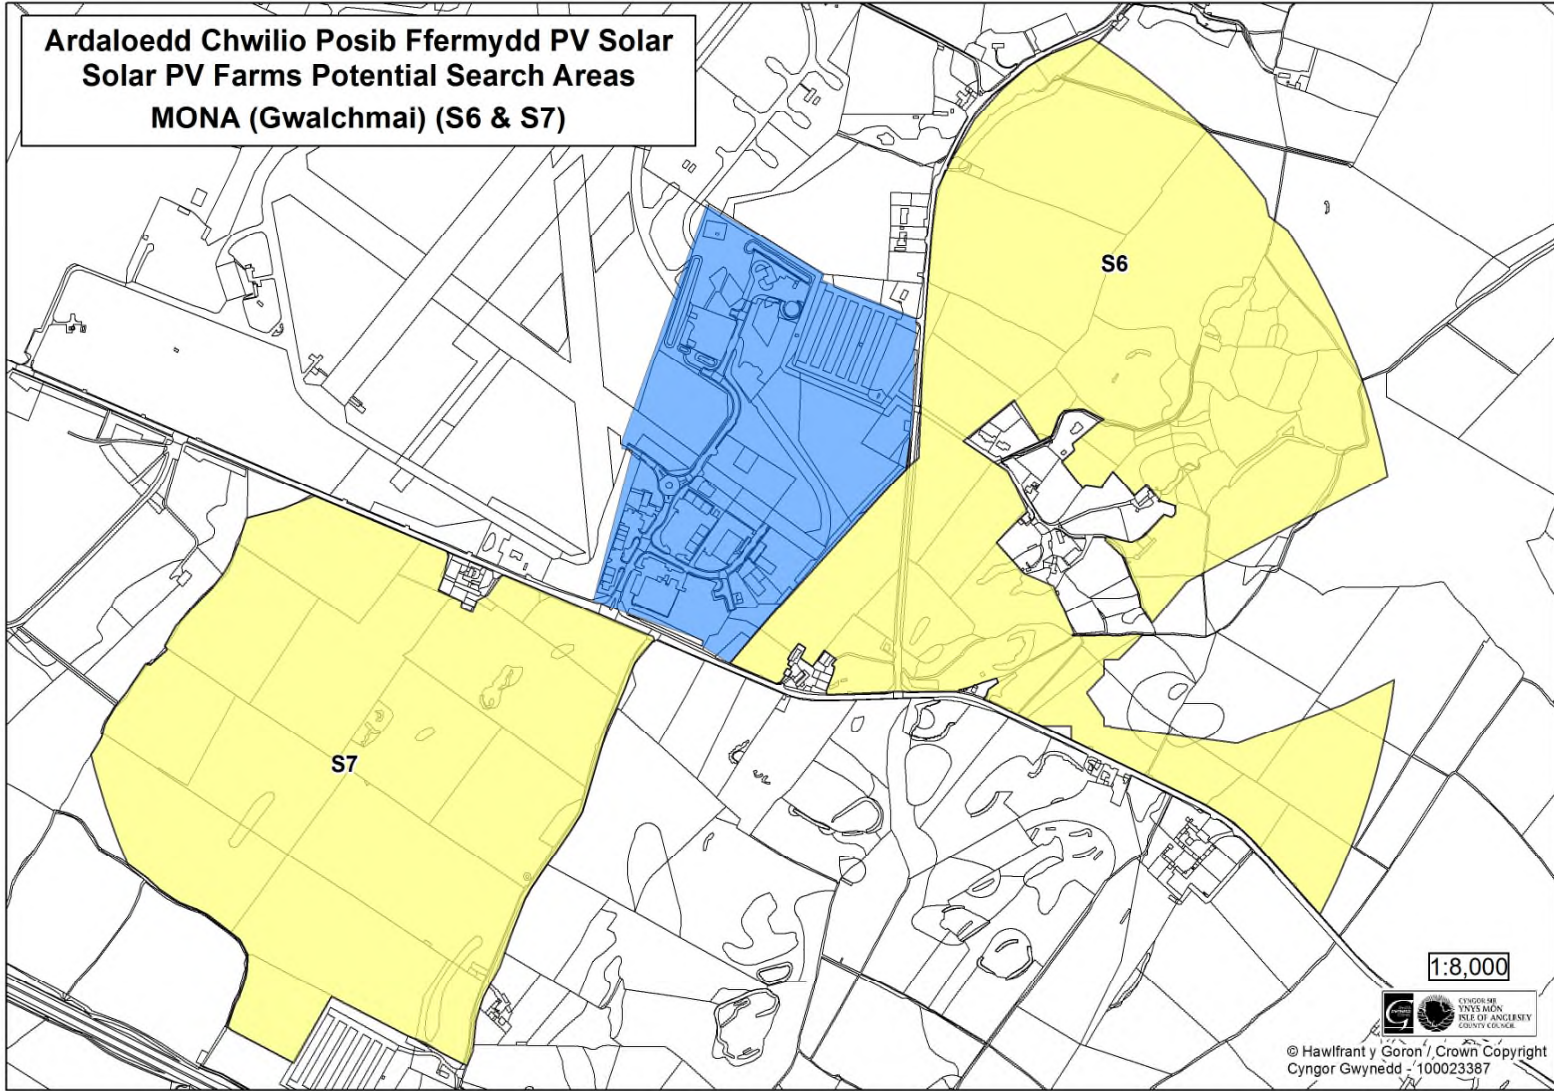 Ardaloedd Chwilio Posib Ffermydd PV Solar
Solar PV Farms Potential Search Areas
MONA (Gwalchmai) (S6 & S7)
S6
S7
1:8,000
CYNGOR SIR
YNYS MÔN
ISLE OF ANGLESEY
COUNTY COUNCIL
© Hawlfraint y Goron / Crown Copyright
Cyngor Gwynedd - 100023387